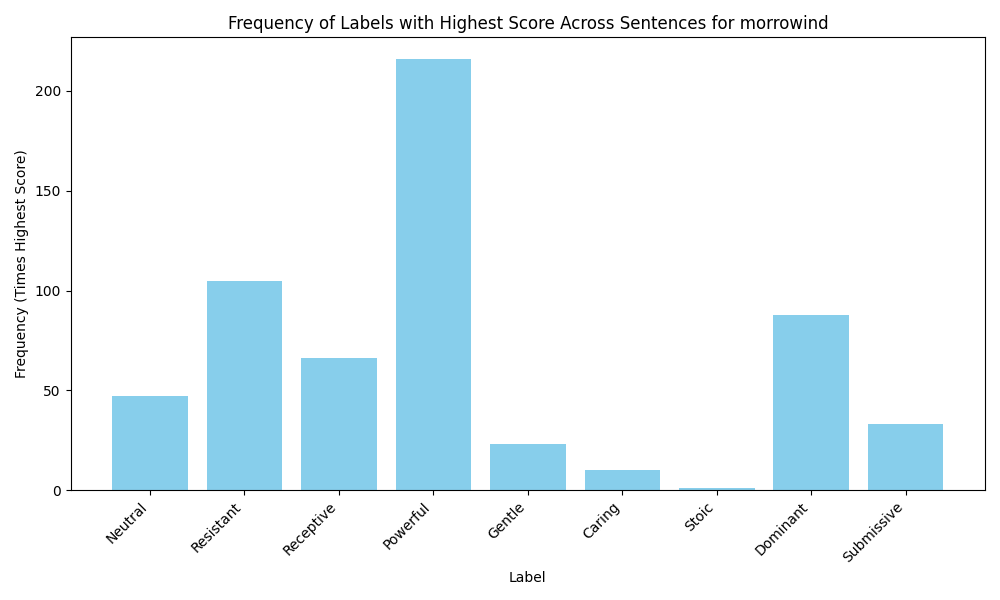 Frequency of Labels with Highest Score Across Sentences for morrowind
Frequency (Times Highest Score)
200
150
100
50
0
Neutral
Resistant
Receptive
Powerful
Gentle
Caring
Stoic
Dominant
Submissive
Label